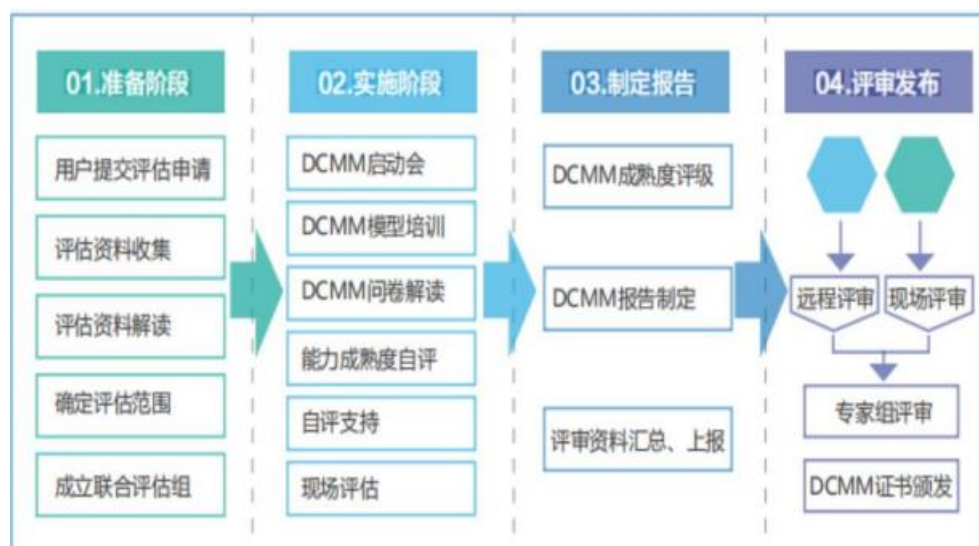 01.准备阶段
用户提交评估申请
评估资料收集
评估资料解读
确定评估范围
成立联合评估组
02.实施阶段
DCMM启动会
DCMM模型培训
DCMM问卷解读
能力成熟度自评
自评支持
现场评估
03.制定报告
DCMM成熟度评级
DCMM报告制定
评审资料汇总、上报
04.评审发布
远程评审
现场评审
专家组评审
DCMM证书颁发